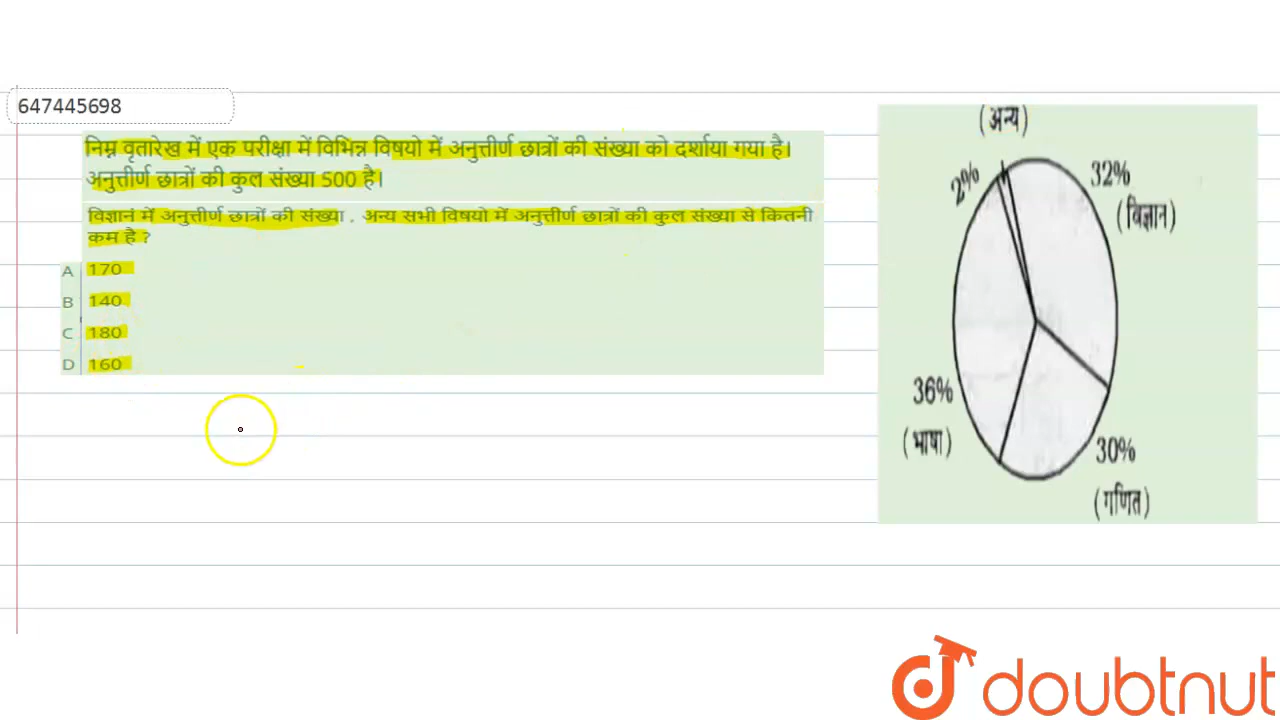 647445698
निम्न वृतारेख में एक परीक्षा में विभिन्न विषयो में अनुत्तीर्ण छात्रों की संख्या को दर्शाया गया है।
अनुत्तीर्ण छात्रों की कुल संख्या 500 है।
विज्ञान में अनुत्तीर्ण छात्रों की संख्या , अन्य सभी विषयो में अनुत्तीर्ण छात्रों की कुल संख्या से कितनी
कम है ?
A 170
B 140
C 180
D 160
(अन्य)
2%
32%
(विज्ञान)
36%
(भाषा)
30%
(गणित)
doubtnut